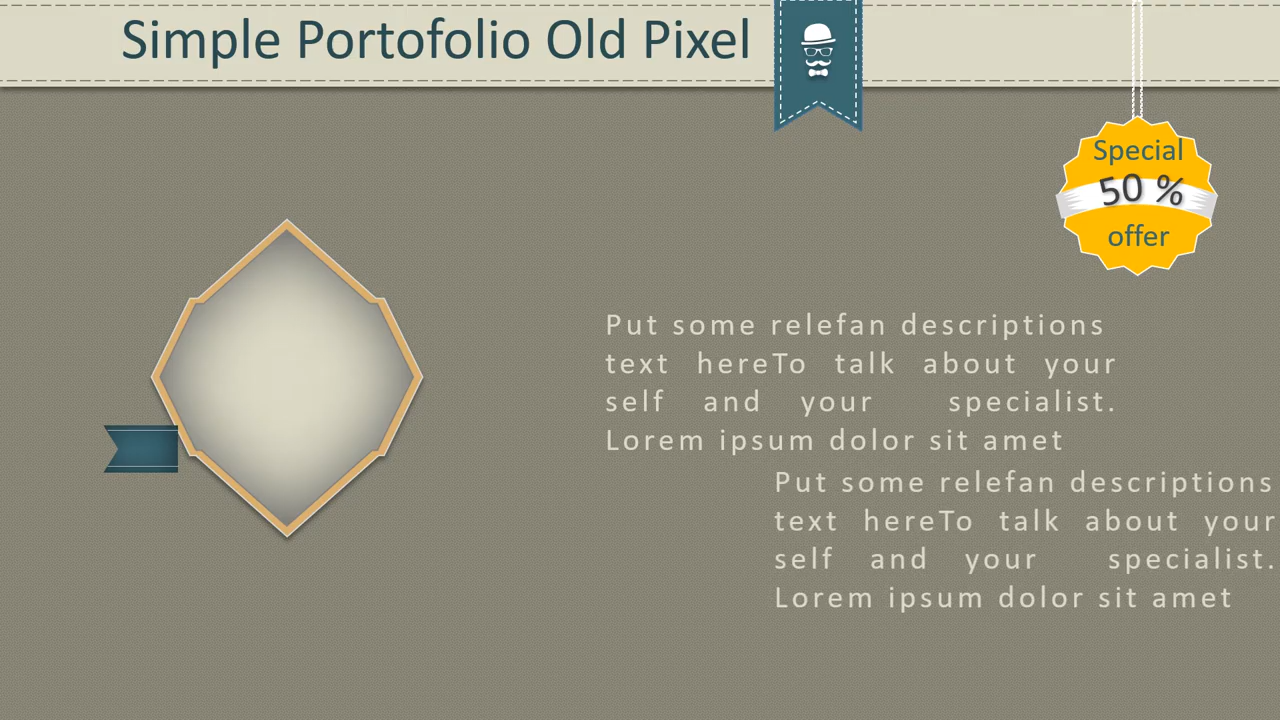 Simple Portofolio Old Pixel
Special
50 %
offer
Put some relefan descriptions
text hereTo talk about your
self and your specialist.
Lorem ipsum dolor sit amet
Put some relefan descriptions
text hereTo talk about your
self and your specialist.
Lorem ipsum dolor sit amet